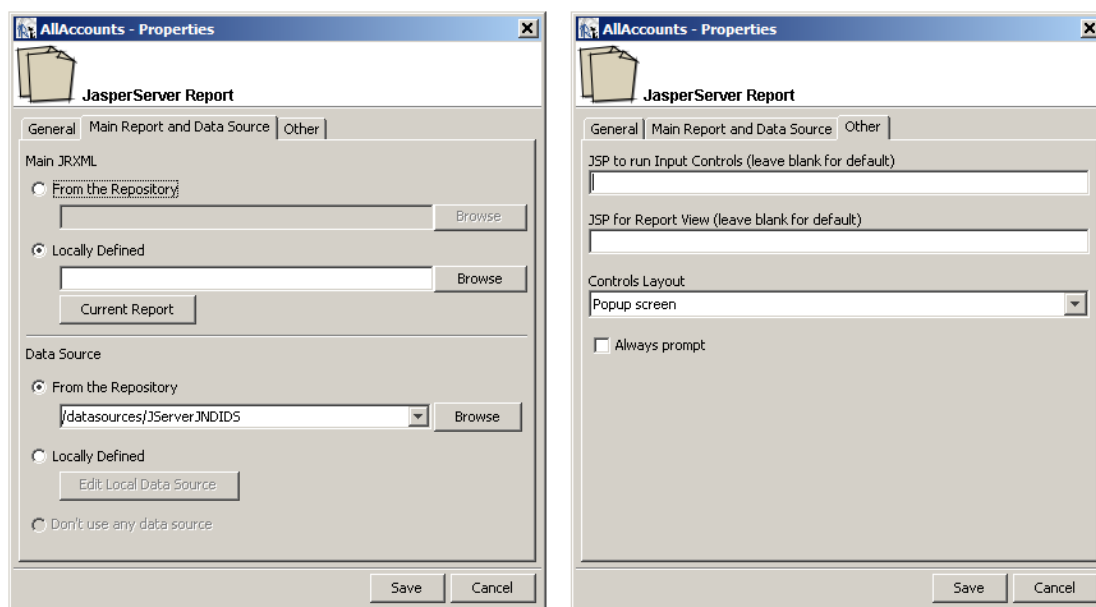 AllAccounts - Properties
JasperServer Report
General
Main Report and Data Source
Other
Main JRXML
From the Repository
Browse
Locally Defined
Browse
Current Report
Data Source
From the Repository
/datasources/JServerJNDIDS
Browse
Locally Defined
Edit Local Data Source
Don't use any data source
Save
Cancel
AllAccounts - Properties
JasperServer Report
General
Main Report and Data Source
Other
JSP to run Input Controls (leave blank for default)
JSP for Report View (leave blank for default)
Controls Layout
Popup screen
Always prompt
Save
Cancel